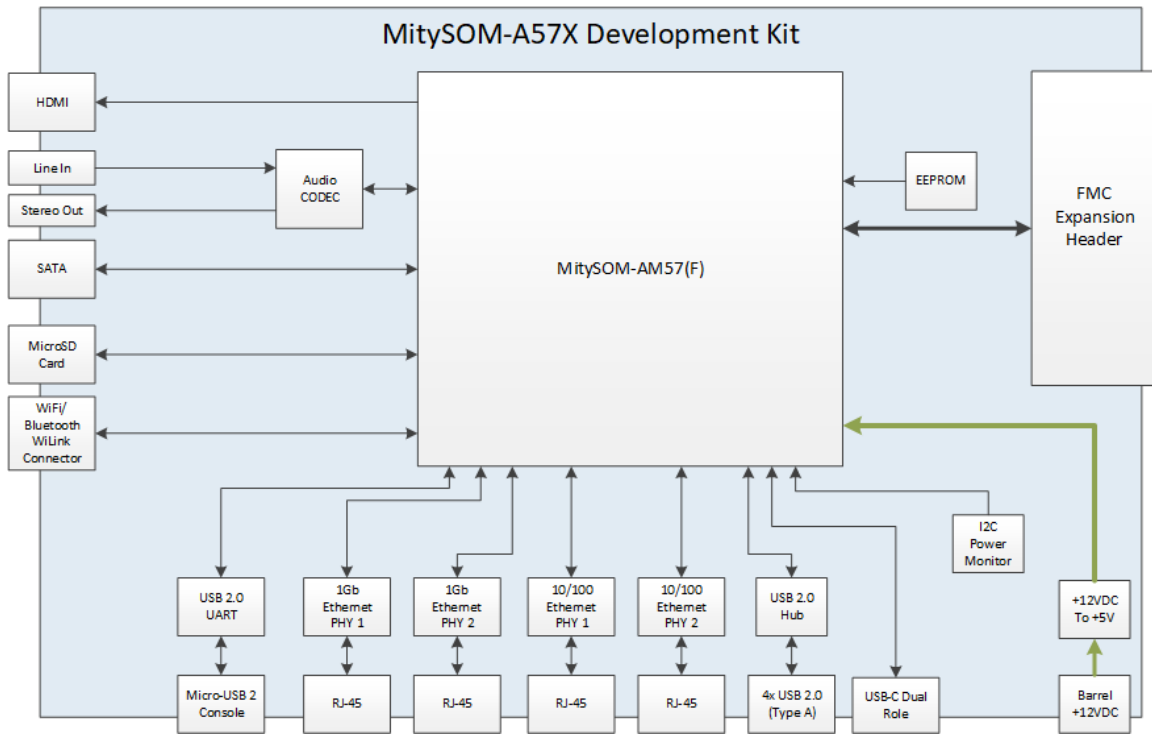 MitySOM-A57X Development Kit
HDMI
Line In
Stereo Out
Audio
CODEC
SATA
MicroSD
Card
WiFi/
Bluetooth
WiLink
Connector
MitySOM-AM57(F)
EEPROM
FMC
Expansion
Header
I2C
Power
Monitor
USB 2.0
UART
1Gb
Ethernet
PHY 1
1Gb
Ethernet
PHY 2
10/100
Ethernet
PHY 1
10/100
Ethernet
PHY 2
USB 2.0
Hub
+12VDC
To +5V
Micro-USB 2
Console
RJ-45
RJ-45
RJ-45
RJ-45
4x USB 2.0
(Type A)
USB-C Dual
Role
Barrel
+12VDC